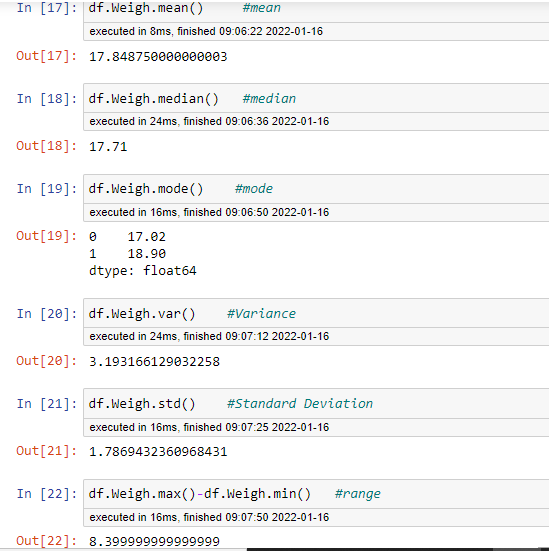 In [17]: df.Weigh.mean() #mean
executed in 8ms, finished 09:06:22 2022-01-16
Out[17]: 17.848750000000003
In [18]: df.Weigh.median() #median
executed in 24ms, finished 09:06:36 2022-01-16
Out[18]: 17.71
In [19]: df.Weigh.mode() #mode
executed in 16ms, finished 09:06:50 2022-01-16
Out[19]: 0 17.02
1 18.90
dtype: float64
In [20]: df.Weigh.var() #Variance
executed in 24ms, finished 09:07:12 2022-01-16
Out[20]: 3.193166129032258
In [21]: df.Weigh.std() #Standard Deviation
executed in 16ms, finished 09:07:25 2022-01-16
Out[21]: 1.7869432360968431
In [22]: df.Weigh.max()-df.Weigh.min() #range
executed in 16ms, finished 09:07:50 2022-01-16
Out[22]: 8.399999999999999